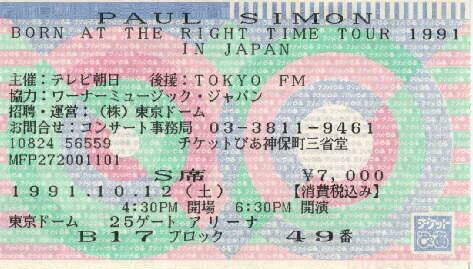 PAUL SIMON
BORN AT THE RIGHT TIME TOUR 1991
IN JAPAN
主催：テレビ朝日　後援：TOKYO FM
協力：ワーナーミュージック・ジャパン
招聘・運営：（株）東京ドーム
お問合せ：コンサート事務局　03-3811-9461
10824 56559　チケットぴあ神保町三省堂
MFP272001101
S席　¥7,000
1991.10.12（土）　【消費税込み】
4:30PM 開場　6:30PM 開演
東京ドーム　25ゲート アリーナ
B17 ブロック　49番
チケットぴあ